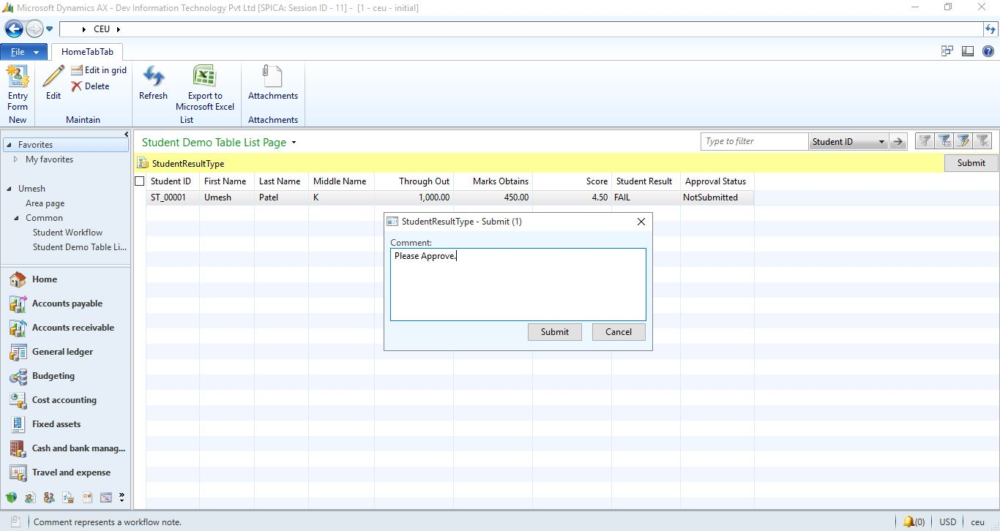 Microsoft Dynamics AX - Dev Information Technology Pvt Ltd [SPICA: Session ID - 11] - [1 - ceu - initial]
CEU
File
HomeTabTab
Entry Form
Edit
Edit in grid
Delete
Refresh
Export to Microsoft Excel
Attachments
New
Maintain
List
Attachments
Favorites
My favorites
Umesh
Area page
Common
Student Workflow
Student Demo Table Li...
Home
Accounts payable
Accounts receivable
General ledger
Budgeting
Cost accounting
Fixed assets
Cash and bank manag...
Travel and expense
Student Demo Table List Page
Type to filter
Student ID
StudentResultType
Submit
Student ID First Name Last Name Middle Name Through Out Marks Obtains Score Student Result Approval Status
ST_00001 Umesh Patel K 1,000.00 450.00 4.50 FAIL NotSubmitted
StudentResultType - Submit (1)
Comment:
Please Approve.
Submit Cancel
Comment represents a workflow note.
(0) USD ceu